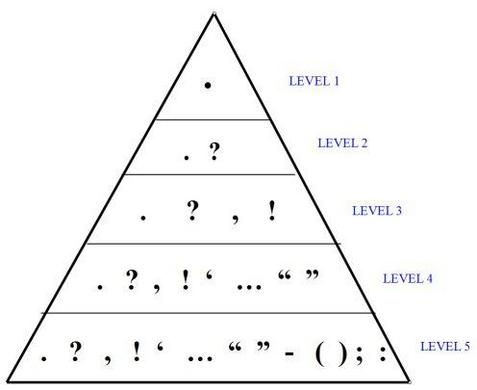 . LEVEL 1
. ? LEVEL 2
. ? , ! LEVEL 3
. ? , ! ‘ ... “ ” LEVEL 4
. ? , ! ‘ ... “ ” - ( ) ; : LEVEL 5